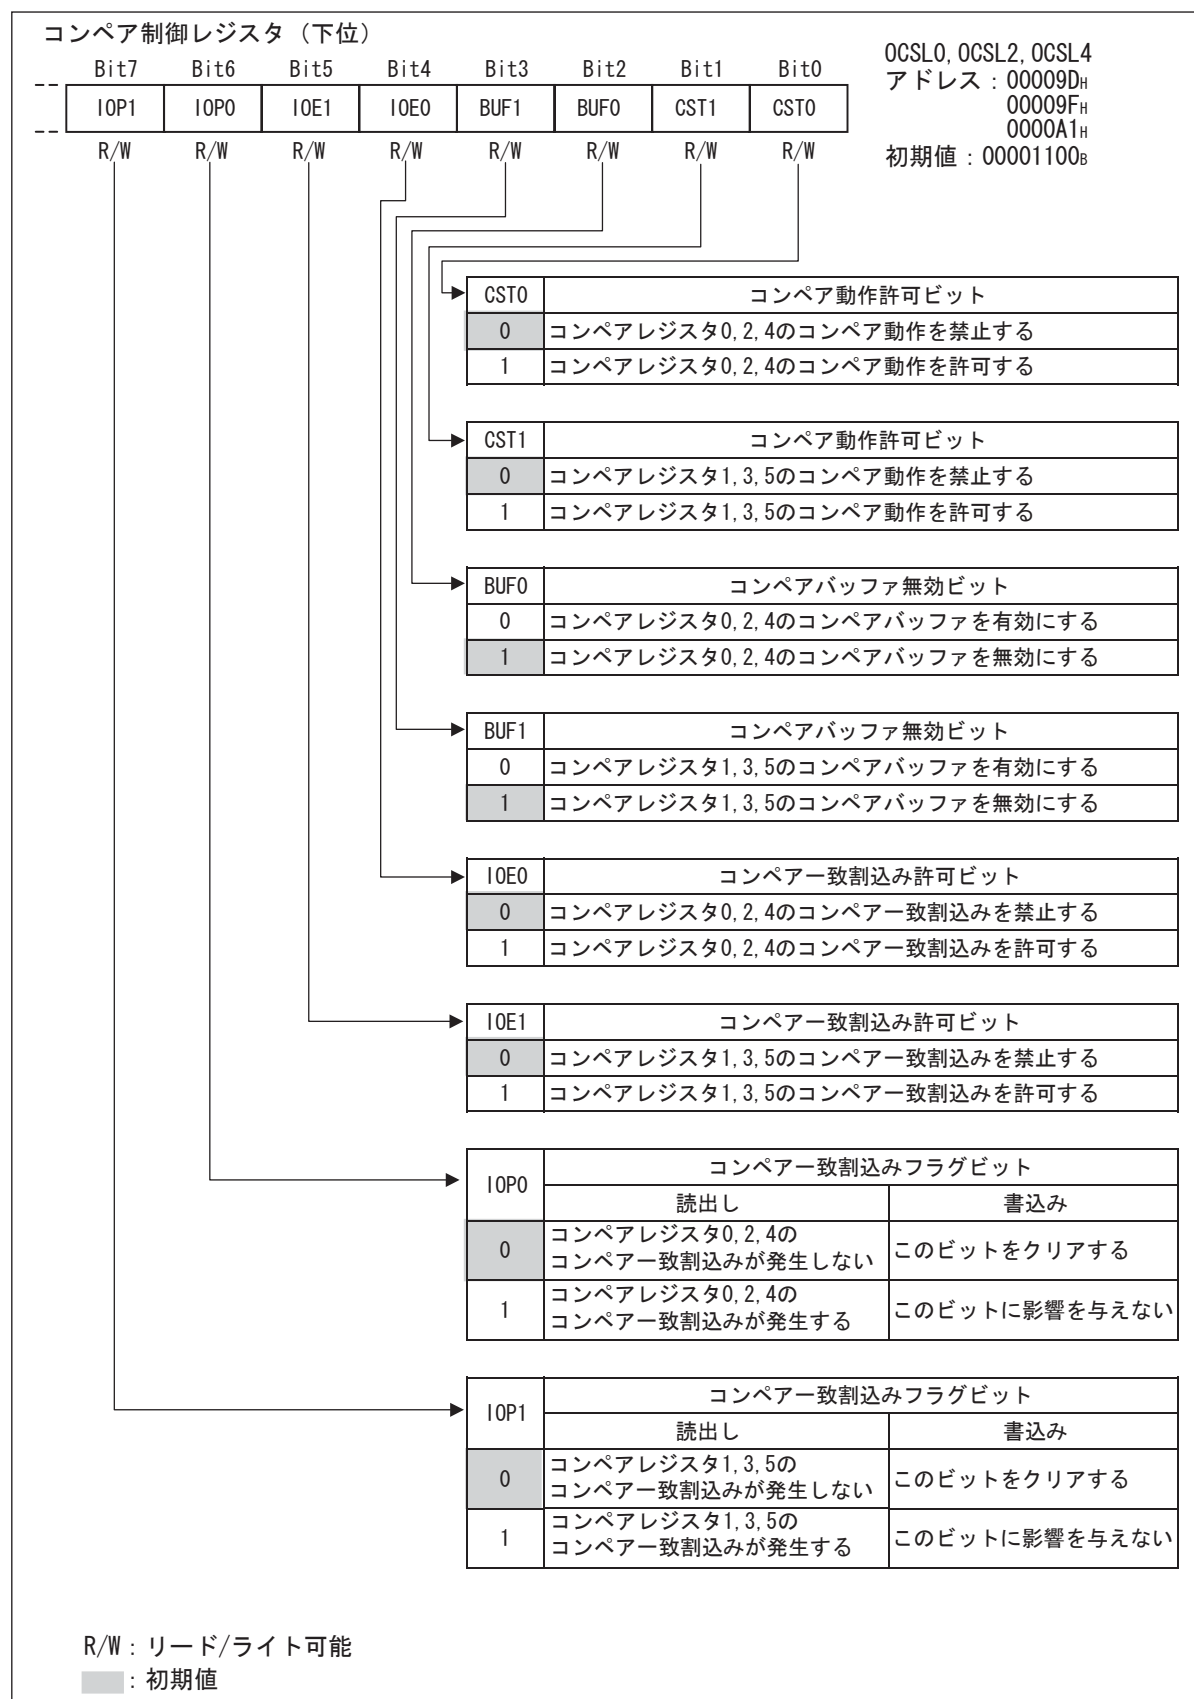 コンペア制御レジスタ（下位）
Bit7 Bit6 Bit5 Bit4 Bit3 Bit2 Bit1 Bit0
IOP1 IOP0 IOE1 IOE0 BUF1 BUF0 CST1 CST0
R/W R/W R/W R/W R/W R/W R/W R/W
OCSL0,OCSL2,OCSL4
アドレス：00009DH
00009FH
0000A1H
初期値：00001100B
CST0 コンペア動作許可ビット
0 コンペアレジスタ0,2,4のコンペア動作を禁止する
1 コンペアレジスタ0,2,4のコンペア動作を許可する
CST1 コンペア動作許可ビット
0 コンペアレジスタ1,3,5のコンペア動作を禁止する
1 コンペアレジスタ1,3,5のコンペア動作を許可する
BUF0 コンペアバッファ無効ビット
0 コンペアレジスタ0,2,4のコンペアバッファを有効にする
1 コンペアレジスタ0,2,4のコンペアバッファを無効にする
BUF1 コンペアバッファ無効ビット
0 コンペアレジスタ1,3,5のコンペアバッファを有効にする
1 コンペアレジスタ1,3,5のコンペアバッファを無効にする
IOE0 コンペア一致割込み許可ビット
0 コンペアレジスタ0,2,4のコンペア一致割込みを禁止する
1 コンペアレジスタ0,2,4のコンペア一致割込みを許可する
IOE1 コンペア一致割込み許可ビット
0 コンペアレジスタ1,3,5のコンペア一致割込みを禁止する
1 コンペアレジスタ1,3,5のコンペア一致割込みを許可する
IOP0 コンペア一致割込みフラグビット
読出し 書込み
0 コンペアレジスタ0,2,4の
コンペア一致割込みが発生しない このビットをクリアする
1 コンペアレジスタ0,2,4の
コンペア一致割込みが発生する このビットに影響を与えない
IOP1 コンペア一致割込みフラグビット
読出し 書込み
0 コンペアレジスタ1,3,5の
コンペア一致割込みが発生しない このビットをクリアする
1 コンペアレジスタ1,3,5の
コンペア一致割込みが発生する このビットに影響を与えない
R/W：リード/ライト可能
：初期値